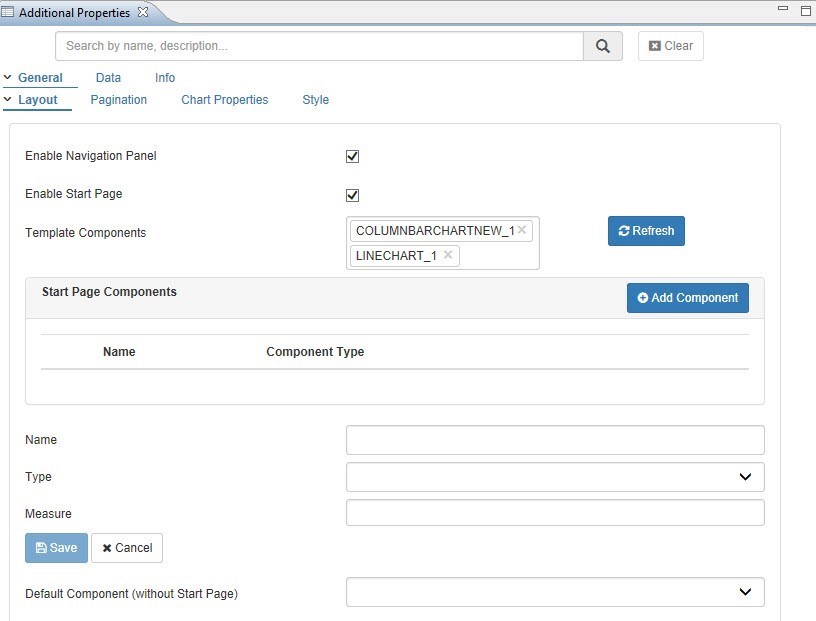 Additional Properties
Search by name, description...
Clear
General Data Info
Layout Pagination Chart Properties Style
Enable Navigation Panel
Enable Start Page
Template Components
COLUMNBARCHARTNEW_1
LINECHART_1
Refresh
Start Page Components
Add Component
Name Component Type
Name
Type
Measure
Save Cancel
Default Component (without Start Page)